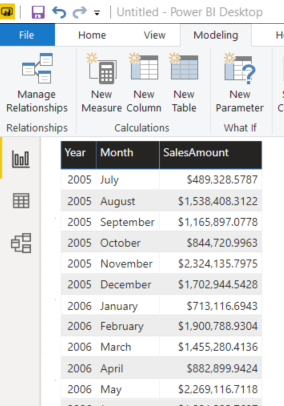 Untitled - Power BI Desktop
File Home View Modeling
Manage Relationships
New Measure
New Column
New Table
New Parameter
Relationships Calculations What If
Year Month SalesAmount
2005 July $489,328.5787
2005 August $1,538,408.3122
2005 September $1,165,897.0778
2005 October $844,720.9963
2005 November $2,324,135.7975
2005 December $1,702,944.5428
2006 January $713,116.6943
2006 February $1,900,788.9304
2006 March $1,455,280.4136
2006 April $882,899.9424
2006 May $2,269,116.7118